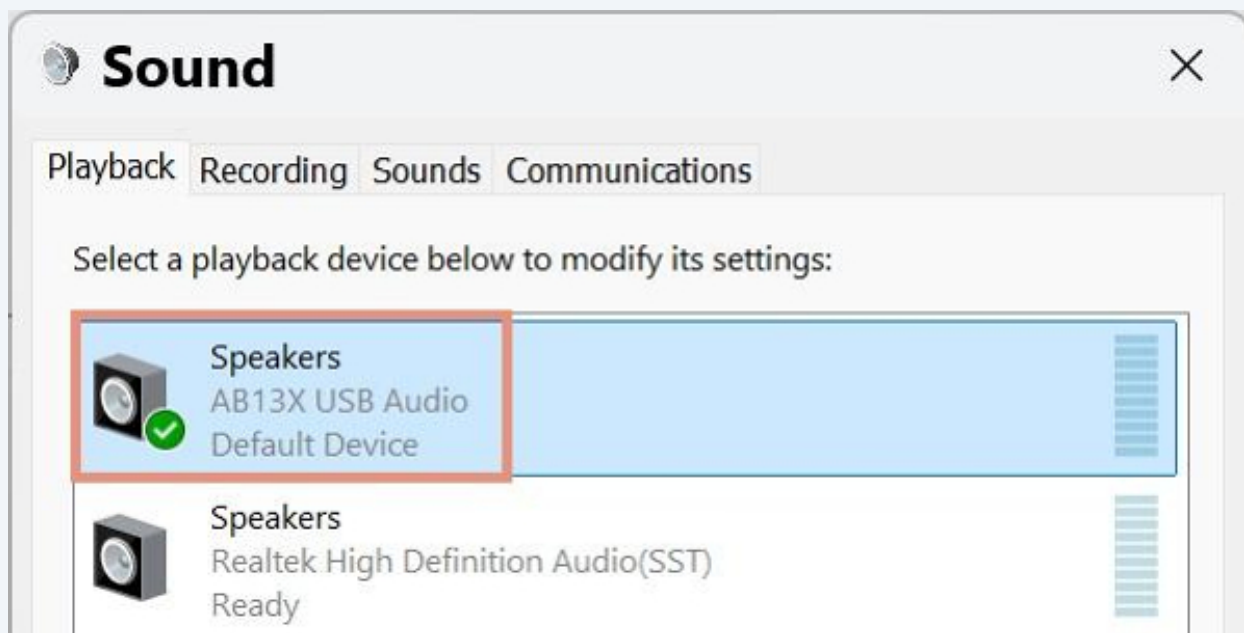 Sound
Playback Recording Sounds Communications
Select a playback device below to modify its settings:
Speakers
AB13X USB Audio
Default Device
Speakers
Realtek High Definition Audio(SST)
Ready